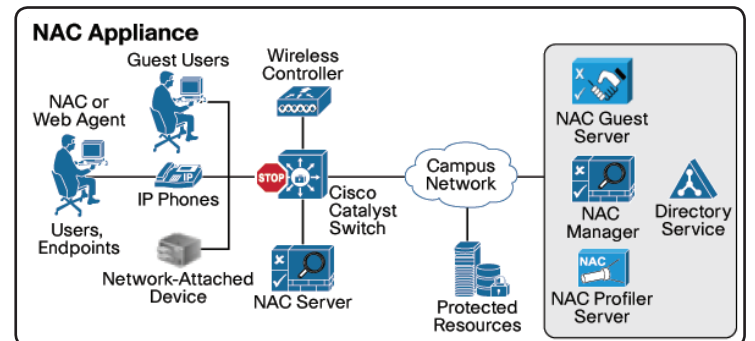 NAC Appliance
Guest Users
Wireless
Controller
NAC or
Web Agent
NAC Guest
Server
STOP
IP
IP Phones
Campus
Network
Cisco
Catalyst
Switch
Users,
Endpoints
NAC
Manager
Directory
Service
Network-Attached
Device
NAC Server
Protected
Resources
NAC
NAC Profiler
Server